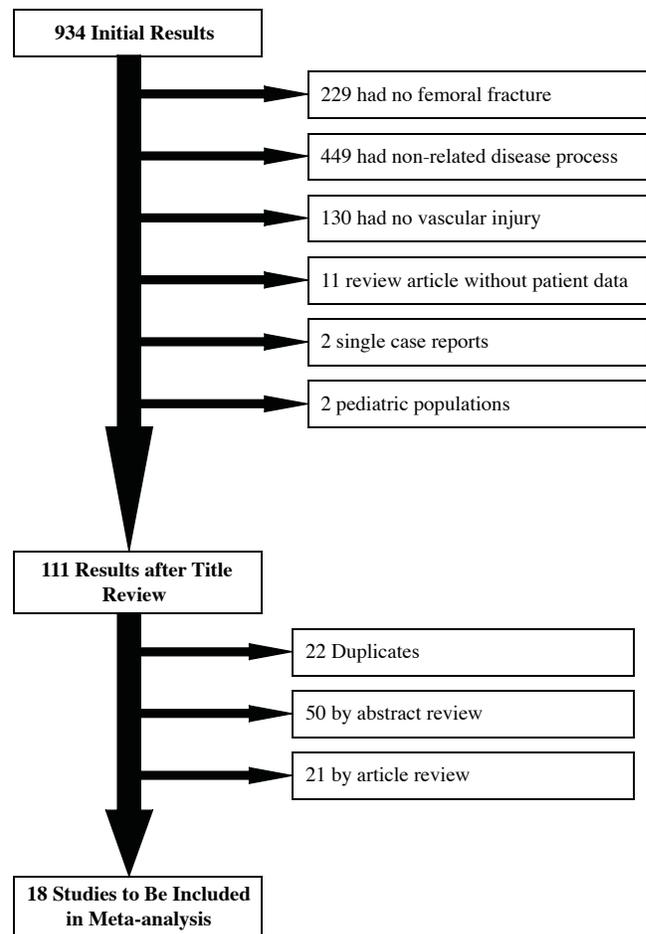 934 Initial Results
229 had no femoral fracture
449 had non-related disease process
130 had no vascular injury
11 review article without patient data
2 single case reports
2 pediatric populations
111 Results after Title
Review
22 Duplicates
50 by abstract review
21 by article review
18 Studies to Be Included
in Meta-analysis